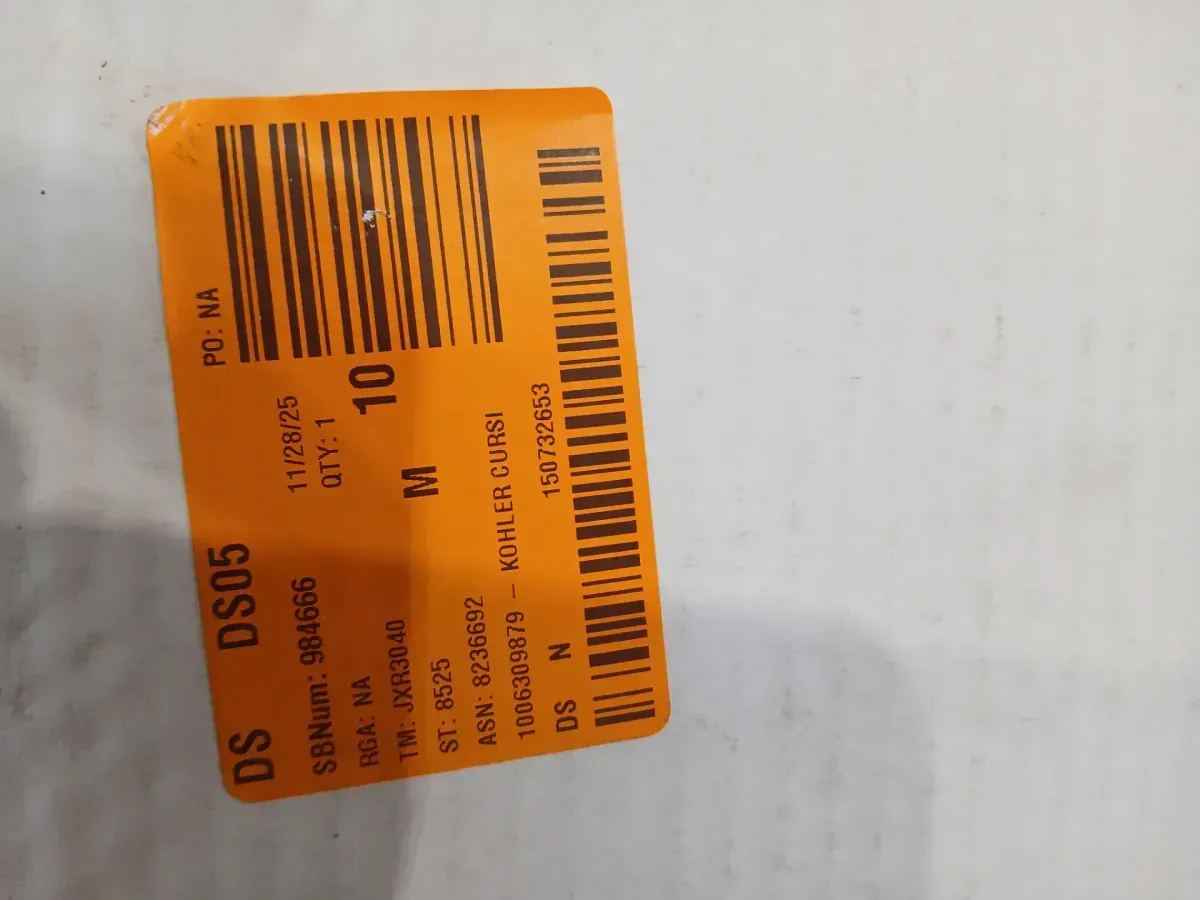 DS DS05 PO: NA
SBNum: 984666 11/28/25
RGA: NA QTY: 1
TM: JXR3040 10
ST: 8525 M
ASN: 8236692
1006309879 – KOHLER CURSI
DS N 150732653